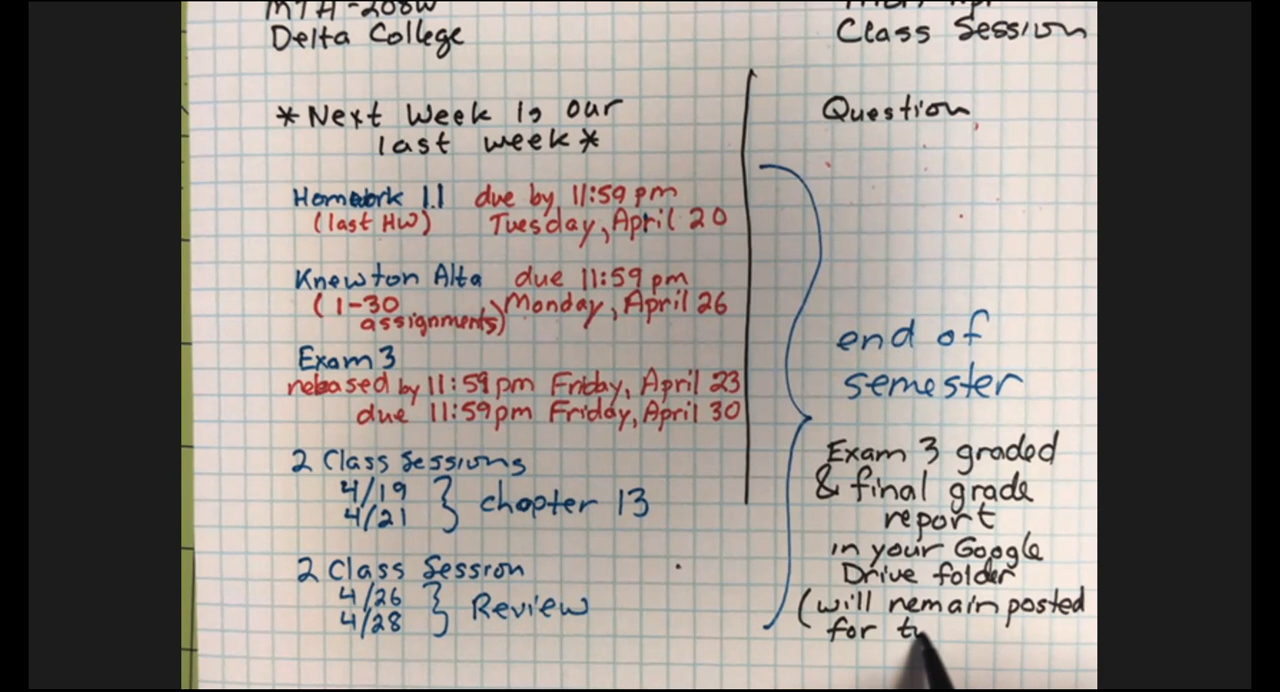 Delta College
Class Session
*Next Week Is our
last week*
Homework 11 due by 11:59 pm
(last HW) Tuesday, April 20
Knewton Alta due 11:59 pm
(1-30 Monday, April 26
assignments)
Exam 3
released by 11:59 pm Friday, April 23
due 11:59pm Friday, April 30
2 Class Sessions
4/19
4/21 } Chapter 13
2 Class Session
4/26
4/28 } Review
Question
end of
semester
Exam 3 graded
& final grade
report
in your Google
Drive folder
(will remain posted
for